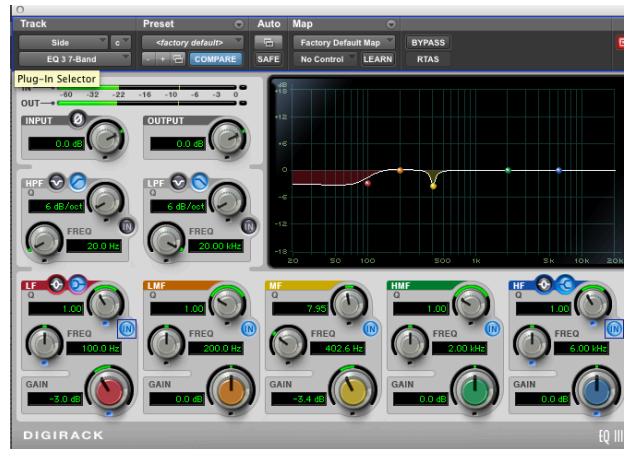 Track Preset Auto Map
Side c <factory default> Factory Default Map BYPASS
EQ 3 7-Band - + COMPARE SAFE No Control LEARN RTAS
Plug-In Selector
IN -60 -32 -22 -16 -10 -6 -3 0
OUT
INPUT OUTPUT
0.0 dB 0.0 dB
HPF LPF
Q Q
6 dB/oct 6 dB/oct
IN IN
FREQ FREQ
20.0 Hz 20.00 kHz
dB
+18
+12
+6
0
-6
-12
-18
20 50 100 500 1k 5k 10k 20k
LF LMF MF HMF HF
Q Q Q Q Q
1.00 1.00 7.95 1.00 1.00
IN IN IN IN IN
FREQ FREQ FREQ FREQ FREQ
100.0 Hz 200.0 Hz 402.6 Hz 2.00 kHz 6.00 kHz
GAIN GAIN GAIN GAIN GAIN
-3.0 dB 0.0 dB -3.4 dB 0.0 dB 0.0 dB
DIGIRACK EQ III